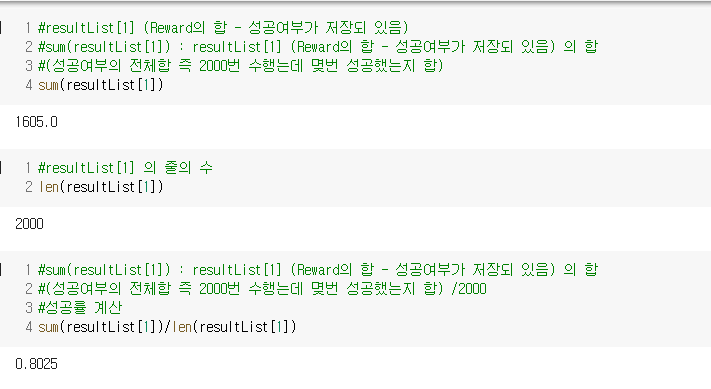 1 #resultList[1] (Reward의 합 - 성공여부가 저장되 있음)
2 #sum(resultList[1]) : resultList[1] (Reward의 합 - 성공여부가 저장되 있음) 의 합
3 #(성공여부의 전체합 즉 2000번 수행는데 몇번 성공했는지 합)
4 sum(resultList[1])
1605.0
1 #resultList[1] 의 줄의 수
2 len(resultList[1])
2000
1 #sum(resultList[1]) : resultList[1] (Reward의 합 - 성공여부가 저장되 있음) 의 합
2 #(성공여부의 전체합 즉 2000번 수행는데 몇번 성공했는지 합) /2000
3 #성공률 계산
4 sum(resultList[1])/len(resultList[1])
0.8025